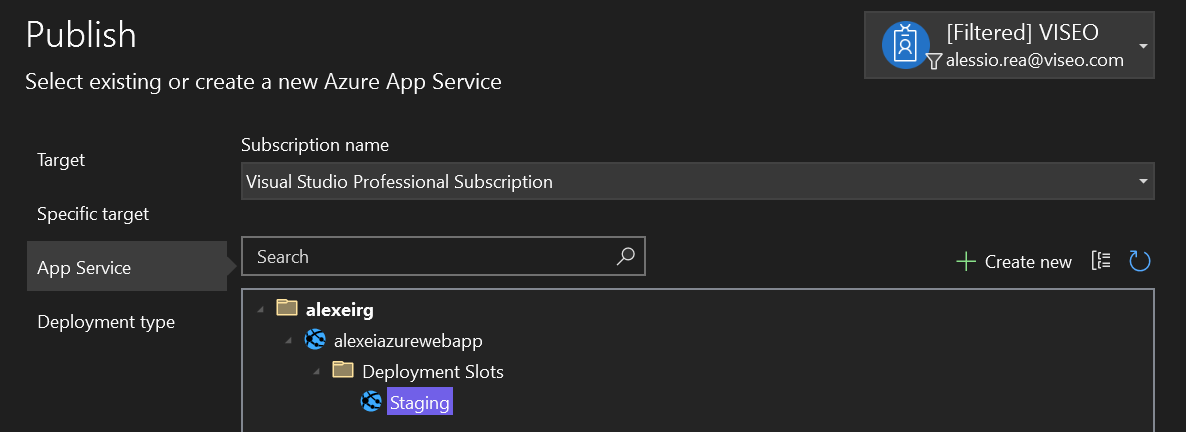 Publish
[Filtered] VISEO
alessio.rea@viseo.com
Select existing or create a new Azure App Service
Target
Specific target
App Service
Deployment type
Subscription name
Visual Studio Professional Subscription
Search
Create new
alexeirg
alexeiazurewebapp
Deployment Slots
Staging